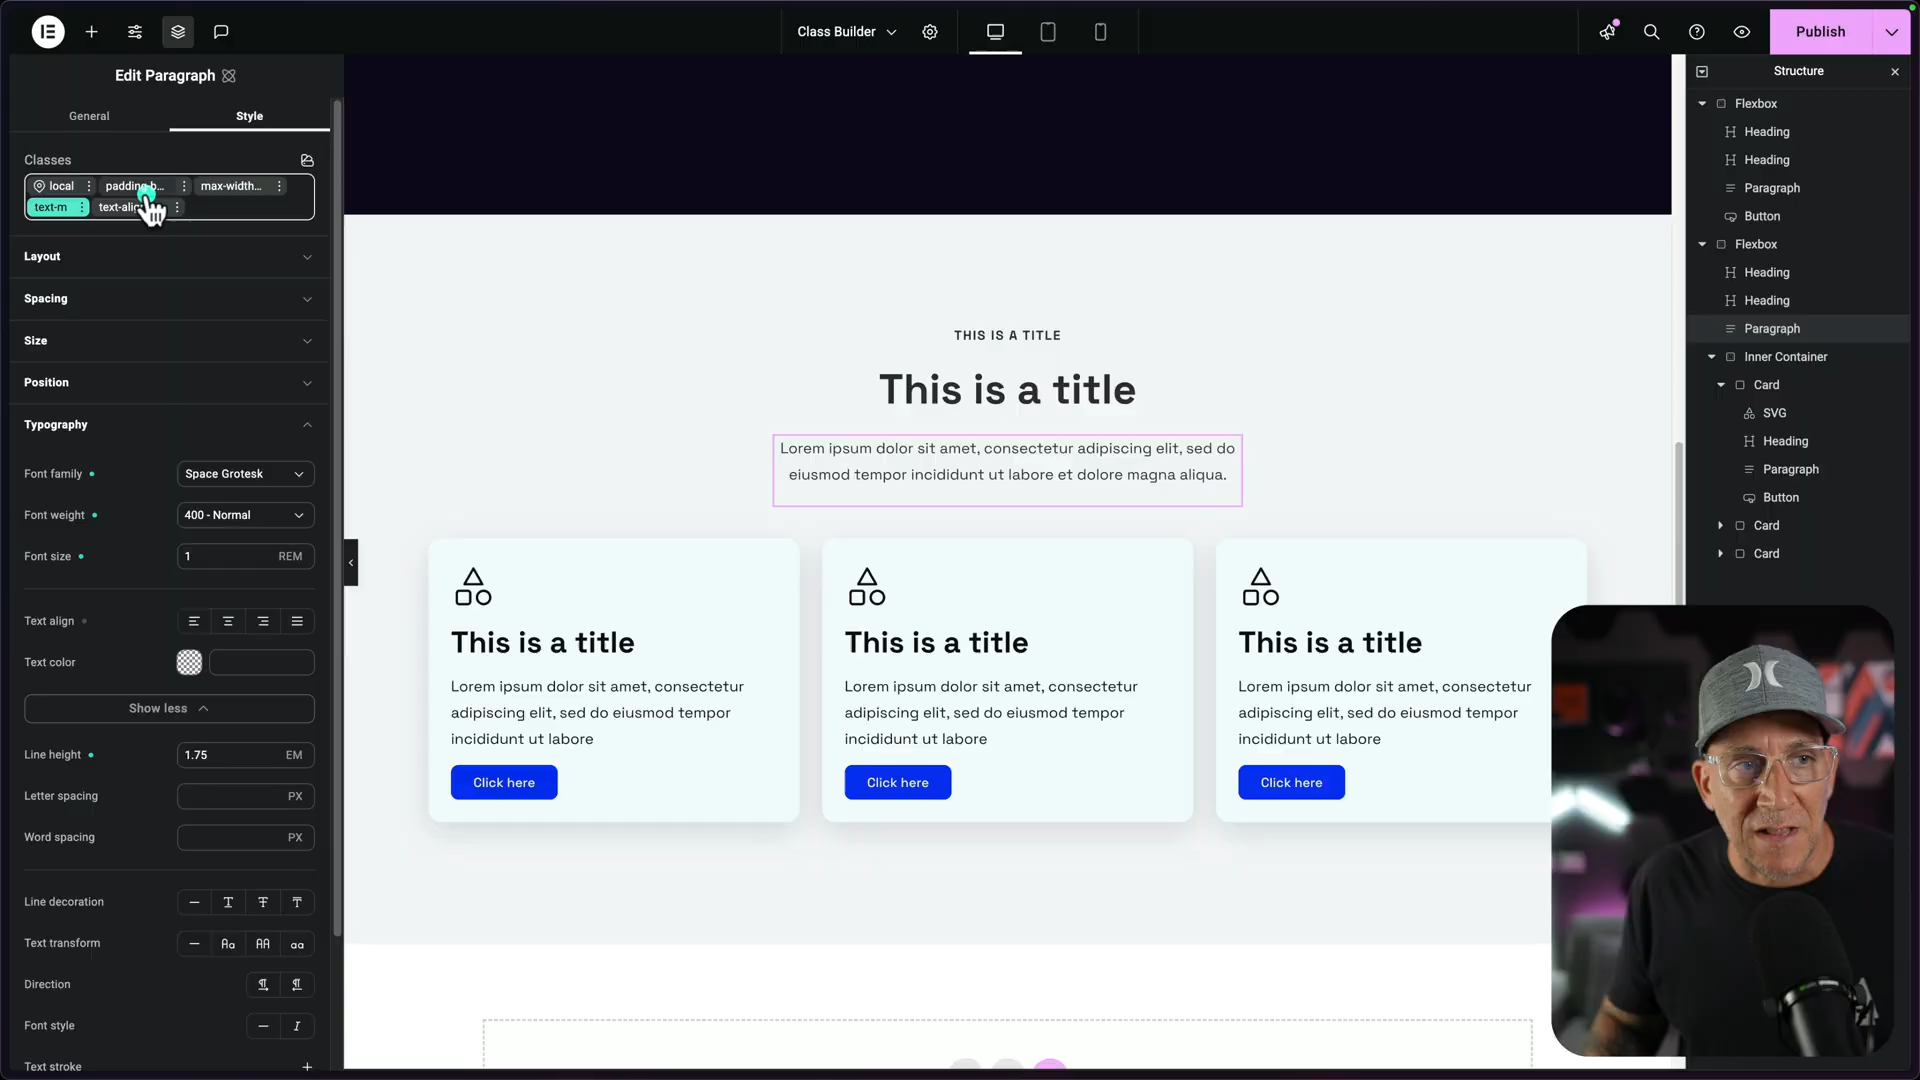 Class Builder
Publish
Edit Paragraph
General
Style
Classes
local
padding-b...
max-width...
text-m
text-alig
Layout
Spacing
Size
Position
Typography
Font family
Space Grotesk
Font weight
400 - Normal
Font size
1
REM
Text align
Text color
Show less
Line height
1.75
EM
Letter spacing
PX
Word spacing
PX
Line decoration
Text transform
Aa
AA
aa
Direction
Font style
Text stroke
THIS IS A TITLE
This is a title
Lorem ipsum dolor sit amet, consectetur adipiscing elit, sed do
eiusmod tempor incididunt ut labore et dolore magna aliqua.
This is a title
Lorem ipsum dolor sit amet, consectetur
adipiscing elit, sed do eiusmod tempor
incididunt ut labore
Click here
This is a title
Lorem ipsum dolor sit amet, consectetur
adipiscing elit, sed do eiusmod tempor
incididunt ut labore
Click here
This is a title
Lorem ipsum dolor sit amet, consectetur
adipiscing elit, sed do eiusmod tempor
incididunt ut labore
Click here
Structure
Flexbox
Heading
Heading
Paragraph
Button
Flexbox
Heading
Heading
Paragraph
Inner Container
Card
SVG
Heading
Paragraph
Button
Card
Card